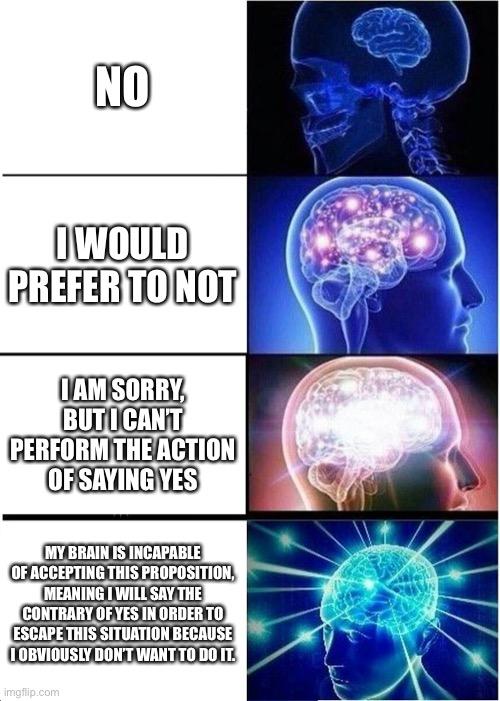 NO
I WOULD
PREFER TO NOT
I AM SORRY,
BUT I CAN'T
PERFORM THE ACTION
OF SAYING YES
MY BRAIN IS INCAPABLE
OF ACCEPTING THIS PROPOSITION,
MEANING I WILL SAY THE
CONTRARY OF YES IN ORDER TO
ESCAPE THIS SITUATION BECAUSE
I OBVIOUSLY DON'T WANT TO DO IT.
imgflip.com